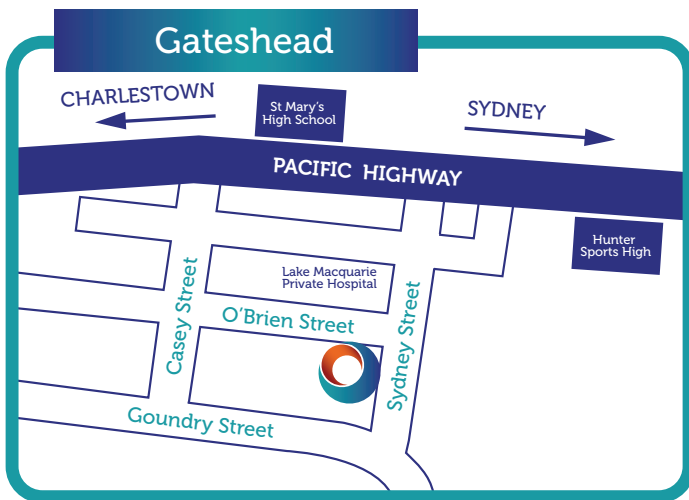 Gateshead
CHARLESTOWN
St Mary's
High School
SYDNEY
PACIFIC HIGHWAY
Hunter
Sports High
Lake Macquarie
Private Hospital
Casey Street
O'Brien Street
Sydney Street
Goundry Street